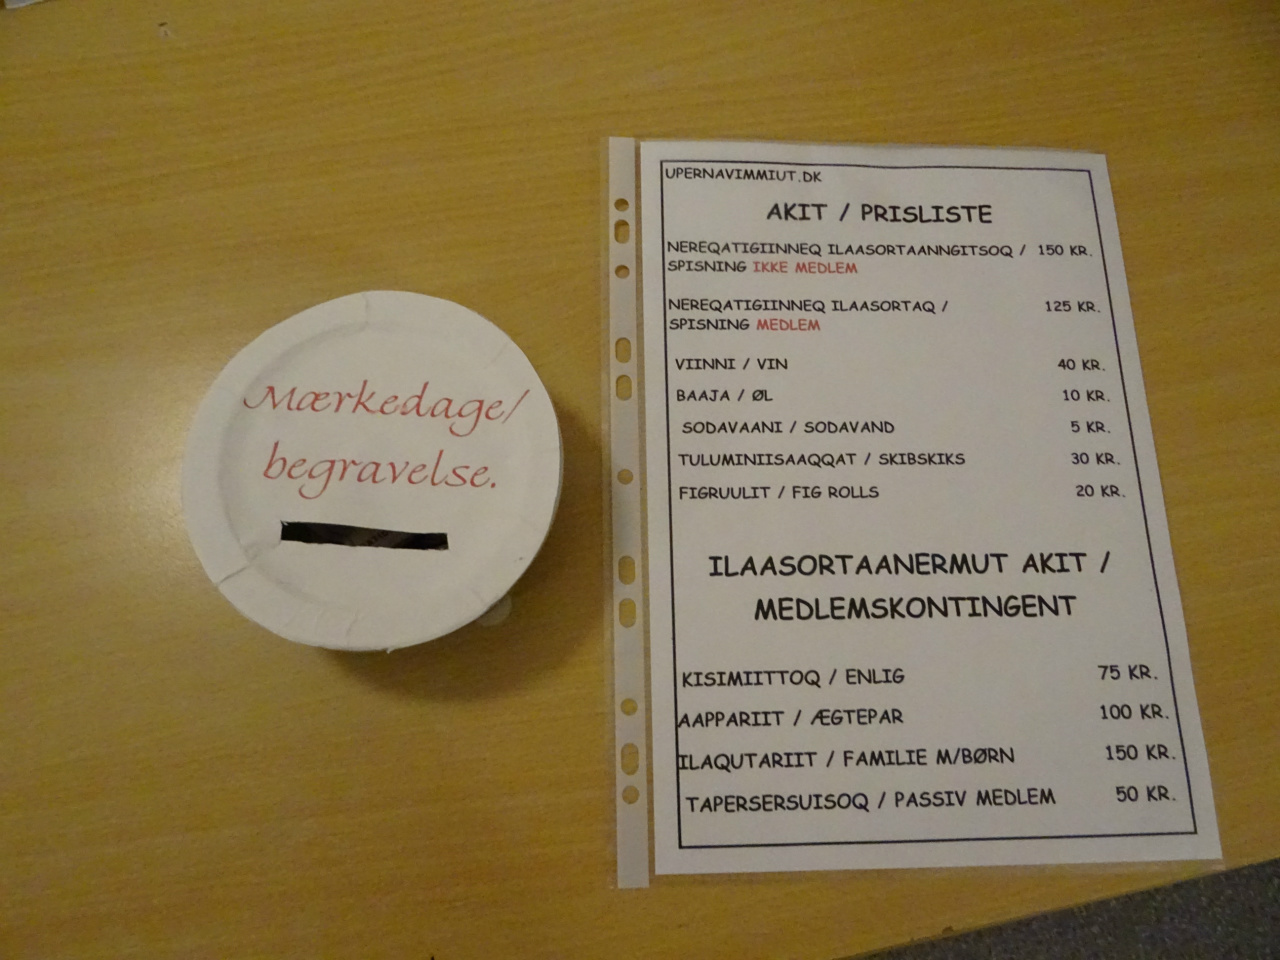 Mærkedage/
begravelse.
UPERNAVIMMIUT.DK
AKIT / PRISLISTE
NEREQATIGIINNEQ ILAASORTAANNGITSOQ / 150 KR.
SPISNING IKKE MEDLEM
NEREQATIGIINNEQ ILAASORTAQ / 125 KR.
SPISNING MEDLEM
VIINNI / VIN 40 KR.
BAAJA / ØL 10 KR.
SODAVAANI / SODAVAND 5 KR.
TULUMINIISAAQQAT / SKIBSKIKS 30 KR.
FIGRUULIT / FIG ROLLS 20 KR.
ILAASORTAANERMUT AKIT /
MEDLEMSKONTINGENT
KISIMIITTOQ / ENLIG 75 KR.
AAPPARIIT / ÆGTEPAR 100 KR.
ILAQUTARIIT / FAMILIE M/BØRN 150 KR.
TAPERSERSUISOQ / PASSIV MEDLEM 50 KR.